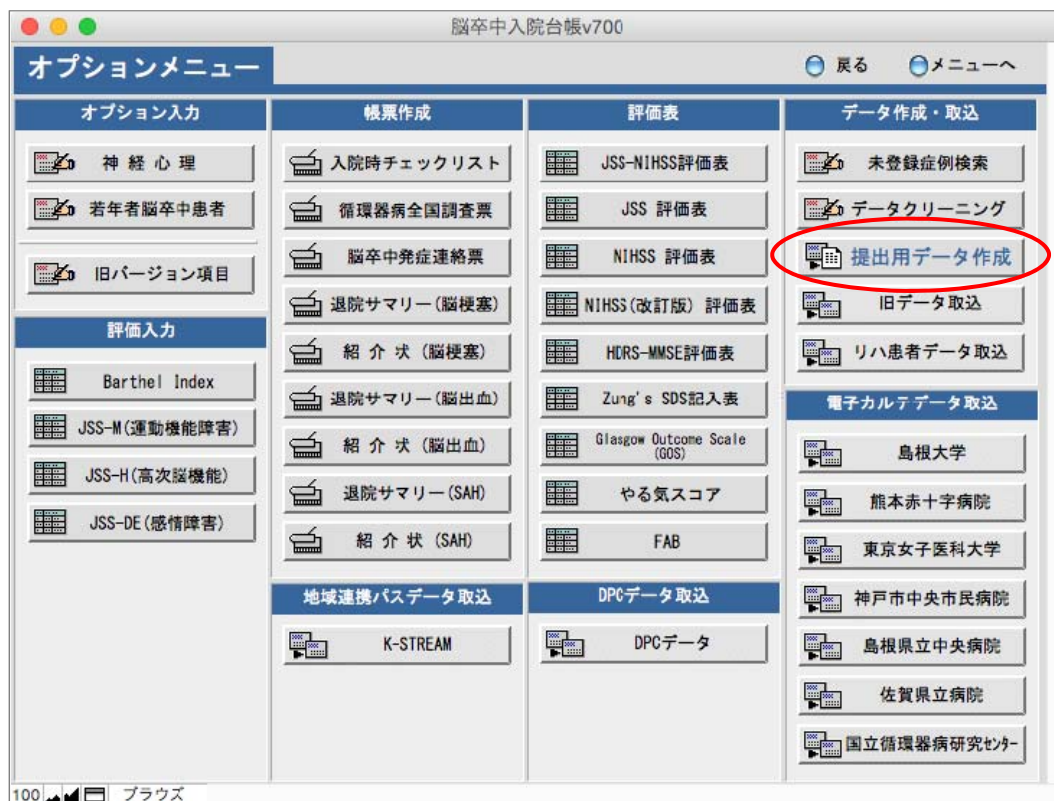 脳卒中入院台帳v700
オプションメニュー
戻る
メニューへ
オプション入力
神 経 心 理
若年者脳卒中患者
旧バージョン項目
評価入力
Barthel Index
JSS-M(運動機能障害)
JSS-H(高次脳機能)
JSS-DE(感情障害)
帳票作成
入院時チェックリスト
循環器病全国調査票
脳卒中発症連絡票
退院サマリー(脳梗塞)
紹 介 状 (脳梗塞)
退院サマリー(脳出血)
紹 介 状 (脳出血)
退院サマリー(SAH)
紹 介 状 (SAH)
地域連携パスデータ取込
K-STREAM
評価表
JSS-NIHSS評価表
JSS 評価表
NIHSS 評価表
NIHSS(改訂版) 評価表
HDRS-MMSE評価表
Zung's SDS記入表
Glasgow Outcome Scale
(GOS)
やる気スコア
FAB
DPCデータ取込
DPCデータ
データ作成・取込
未登録症例検索
データクリーニング
提出用データ作成
旧データ取込
リハ患者データ取込
電子カルテデータ取込
島根大学
熊本赤十字病院
東京女子医科大学
神戸市中央市民病院
島根県立中央病院
佐賀県立病院
国立循環器病研究センター
100
ブラウズ